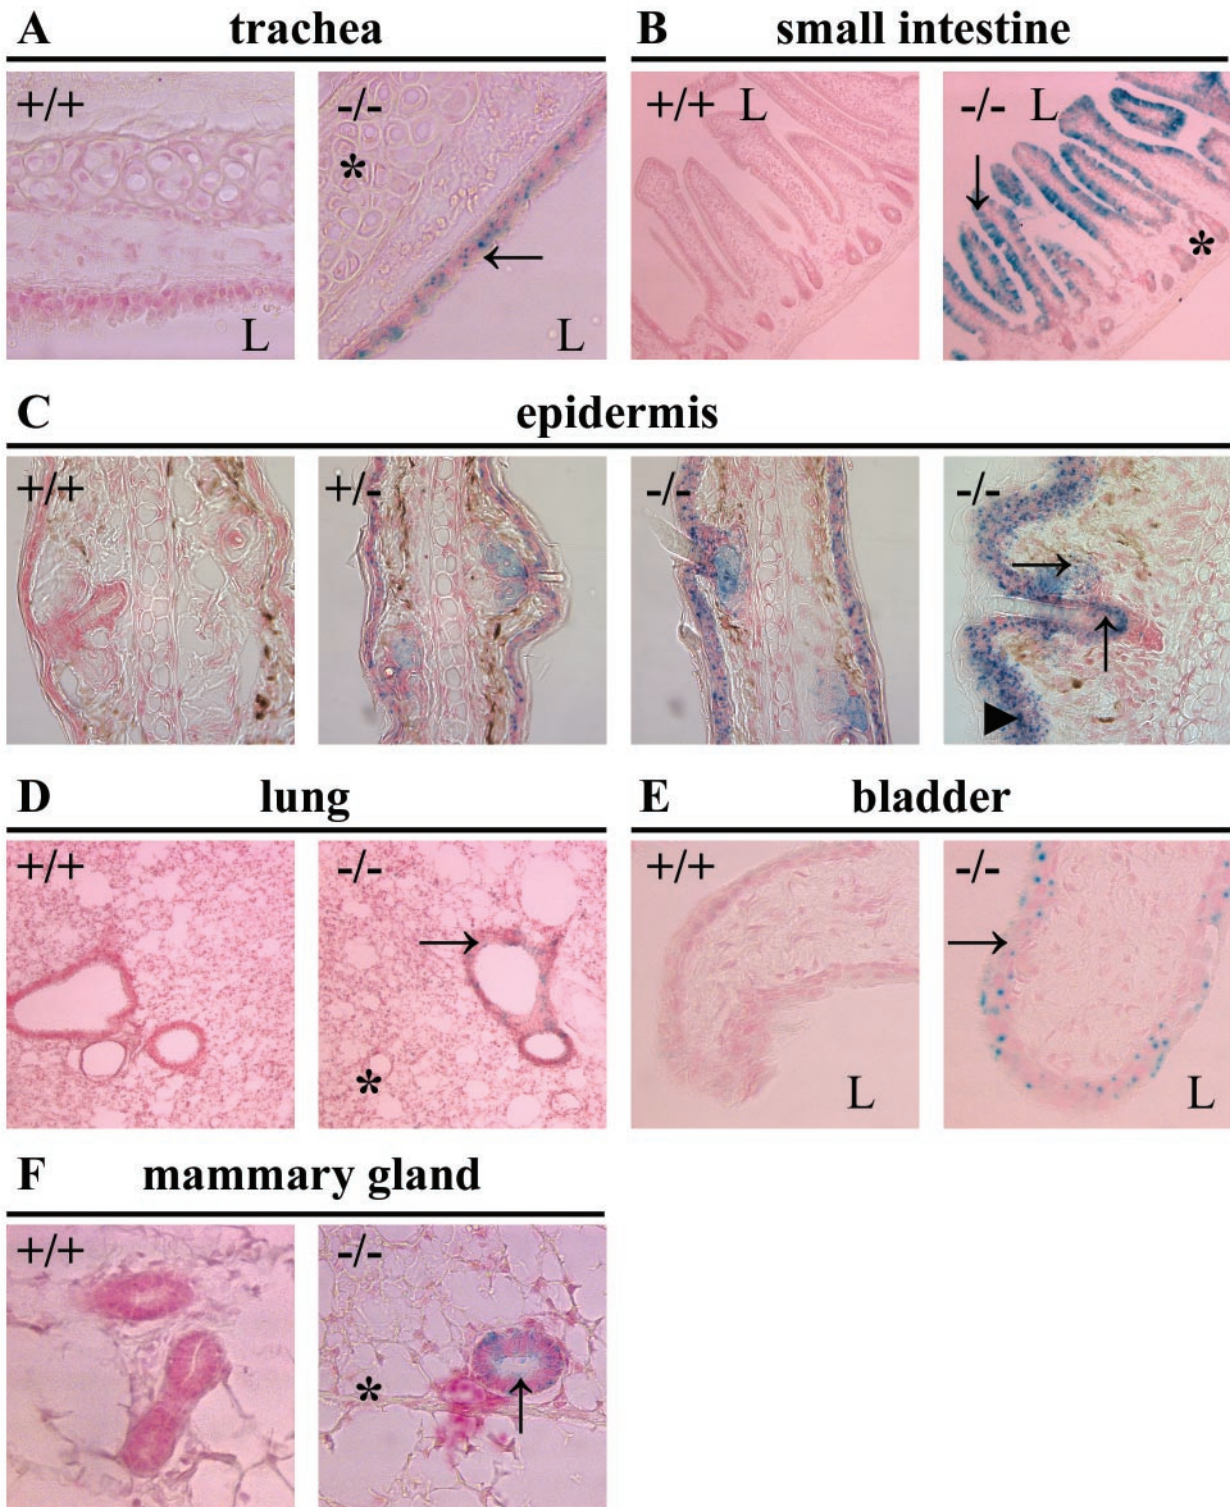 A trachea
B small intestine
+/+
L
-/-
*
L
+/+ L
-/- L
*
C epidermis
+/+
+/-
-/-
-/-
D lung
E bladder
+/+
-/-
*
+/+
L
-/-
L
F mammary gland
+/+
-/-
*